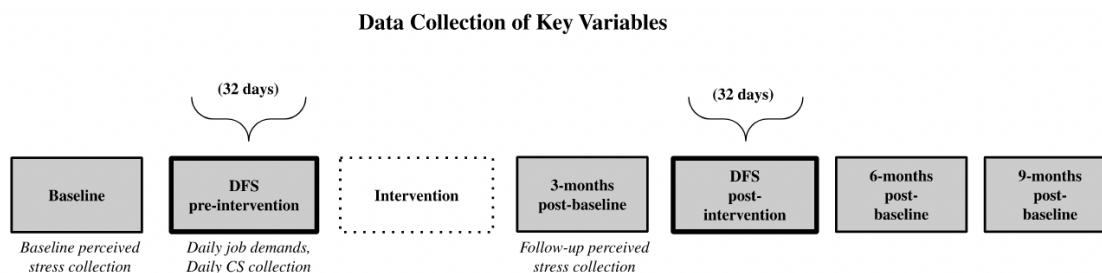 Data Collection of Key Variables
(32 days)
(32 days)
Baseline
DFS
pre-intervention
Intervention
3-months
post-baseline
DFS
post-
intervention
6-months
post-
baseline
9-months
post-
baseline
Baseline perceived
stress collection
Daily job demands,
Daily CS collection
Follow-up perceived
stress collection